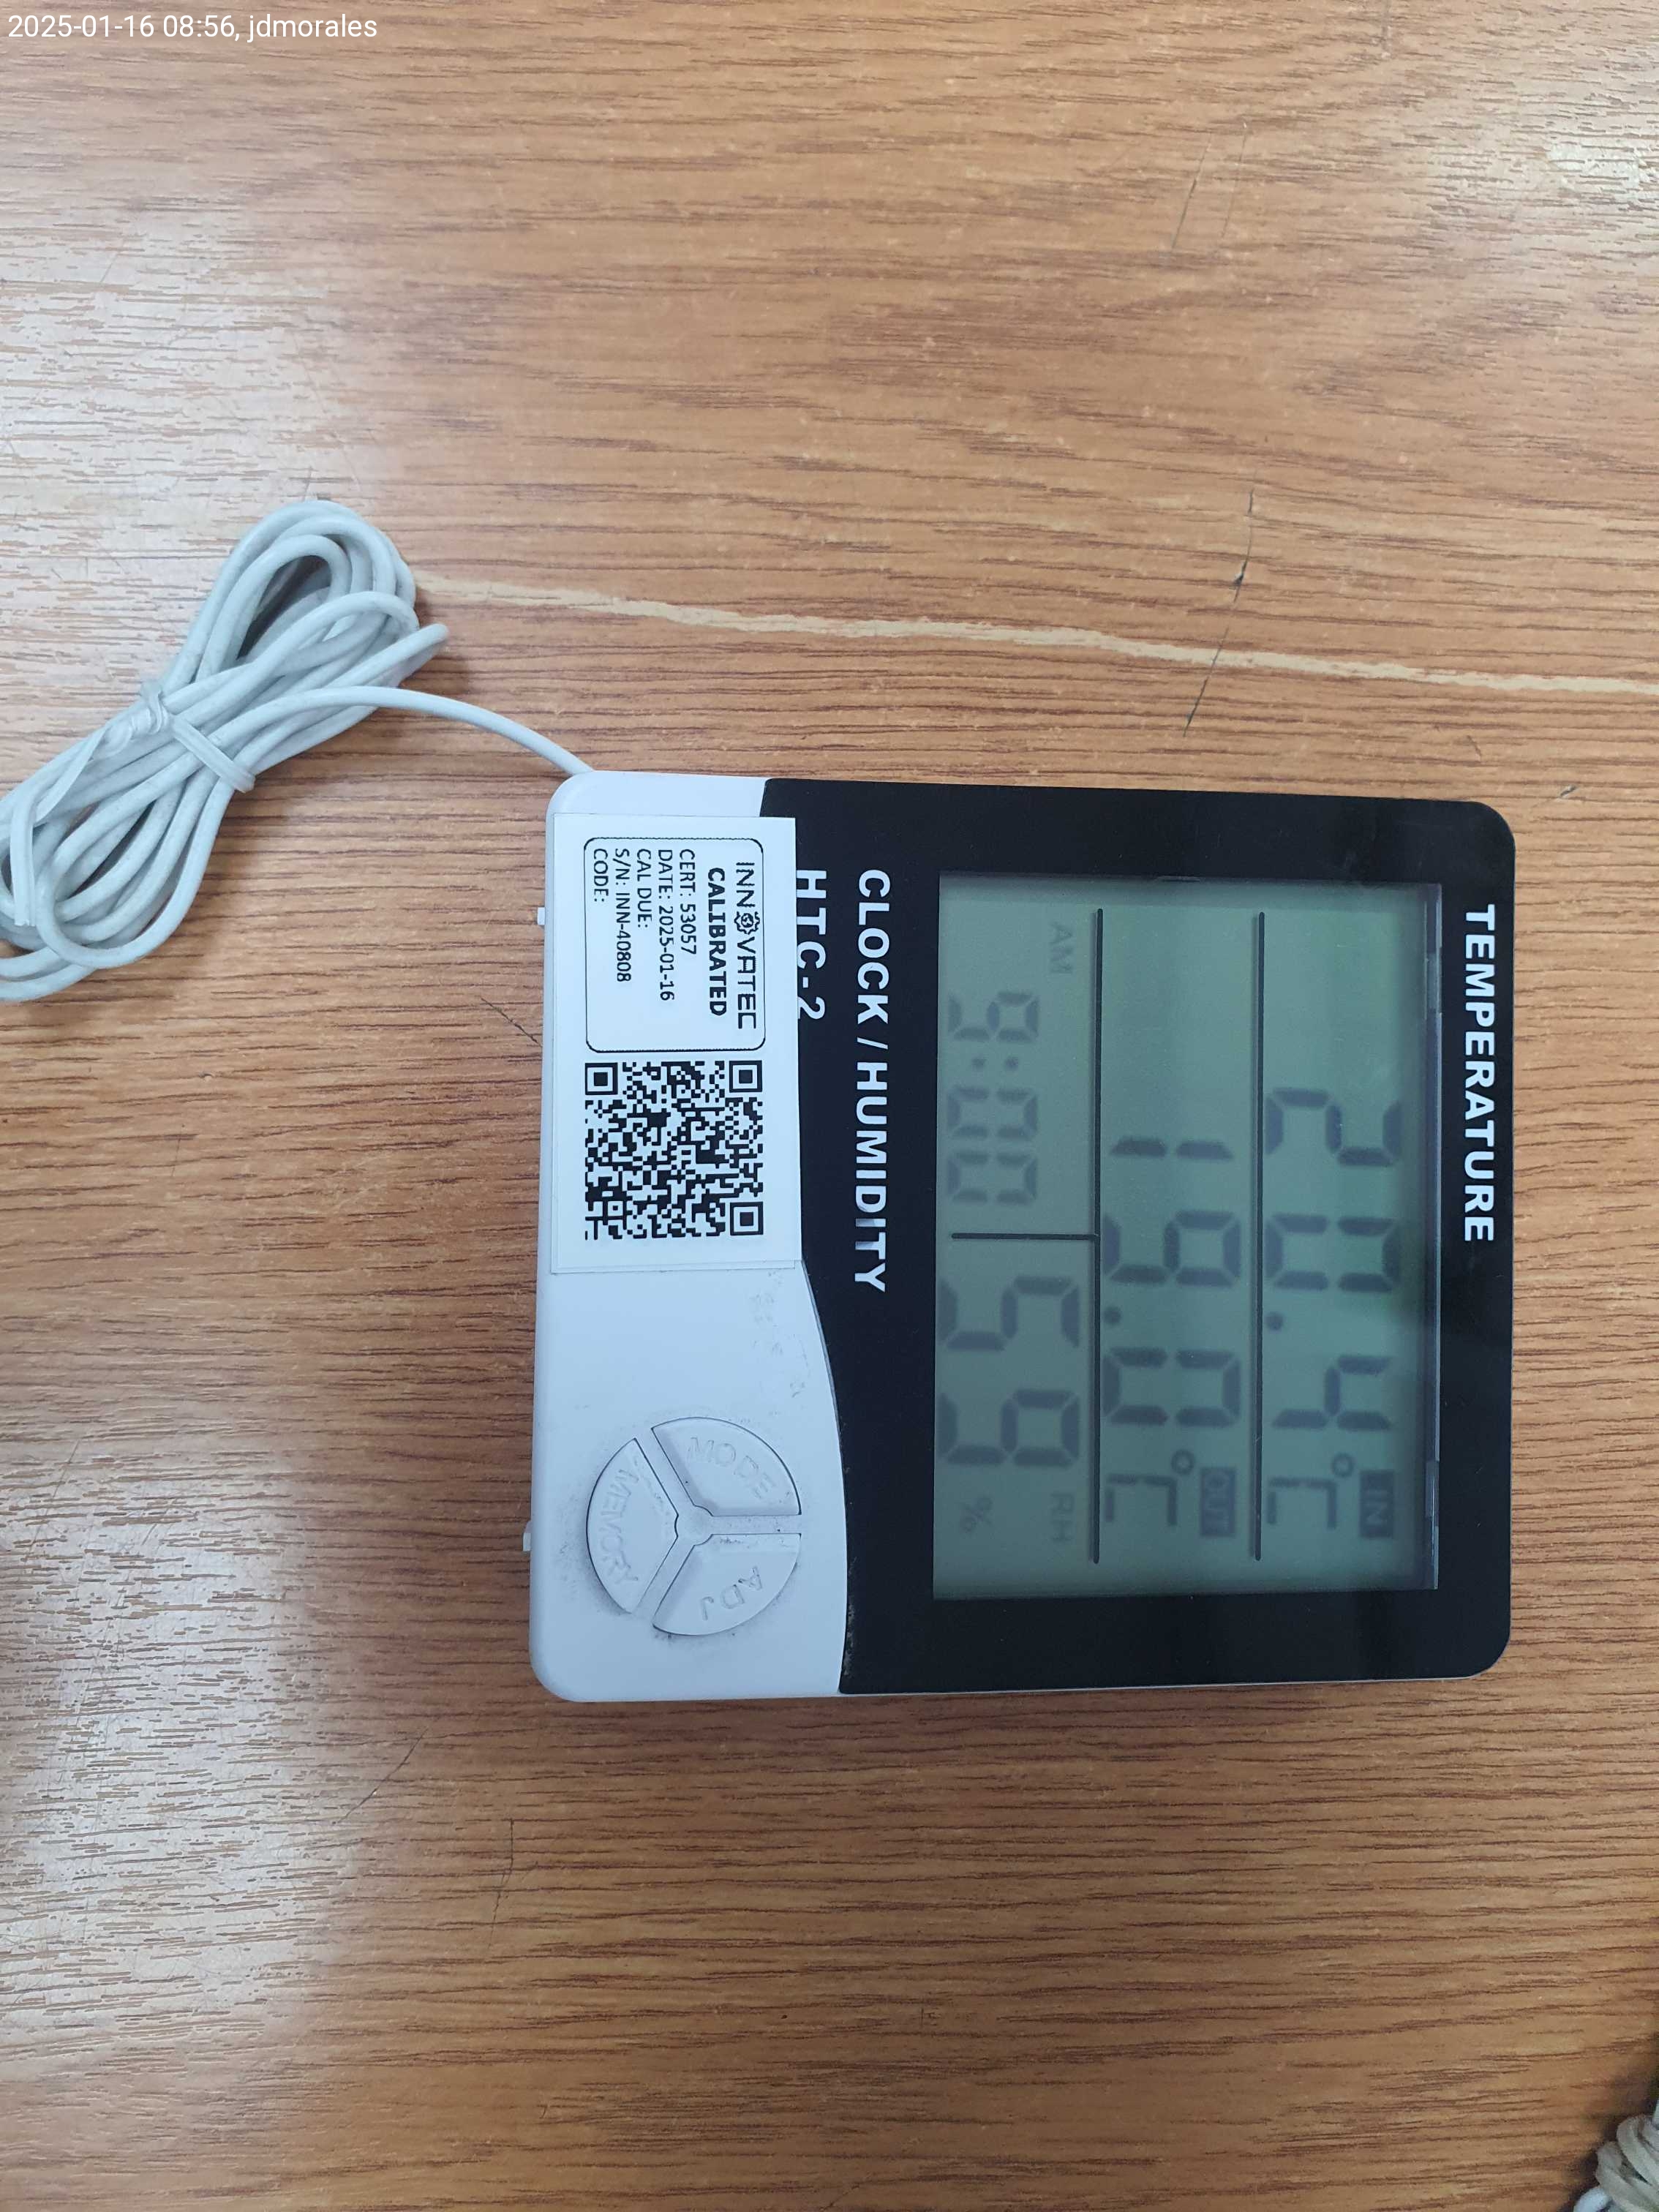 2025-01-16 08:56, jdmorales
TEMPERATURE
IN
20.4°C
OUT
19.0°C
AM
9:00
RH
59%
CLOCK / HUMIDITY
HTC-2
INNOVATEC
CALIBRATED
CERT: 53057
DATE: 2025-01-16
CAL DUE:
S/N: INN-40808
CODE:
MODE
MEMORY
ADJ